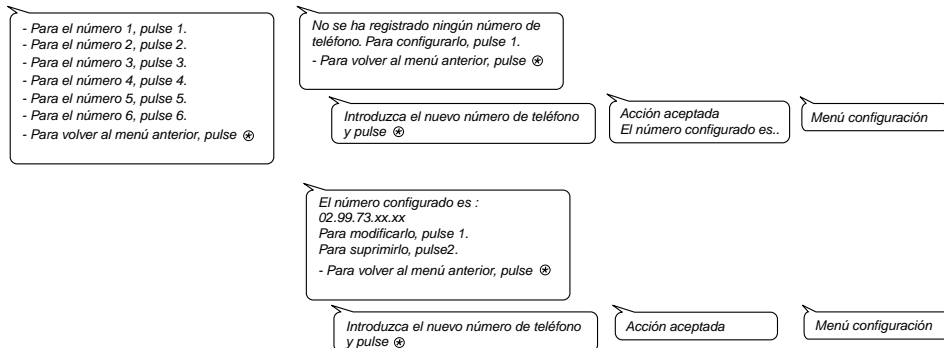 - Para el número 1, pulse 1.
- Para el número 2, pulse 2.
- Para el número 3, pulse 3.
- Para el número 4, pulse 4.
- Para el número 5, pulse 5.
- Para el número 6, pulse 6.
- Para volver al menú anterior, pulse ⊛
No se ha registrado ningún número de
teléfono. Para configurarlo, pulse 1.
- Para volver al menú anterior, pulse ⊛
Introduzca el nuevo número de teléfono
y pulse ⊛
Acción aceptada
El número configurado es..
Menú configuración
El número configurado es :
02.99.73.xx.xx
Para modificarlo, pulse 1.
Para suprimirlo, pulse2.
- Para volver al menú anterior, pulse ⊛
Introduzca el nuevo número de teléfono
y pulse ⊛
Acción aceptada
Menú configuración